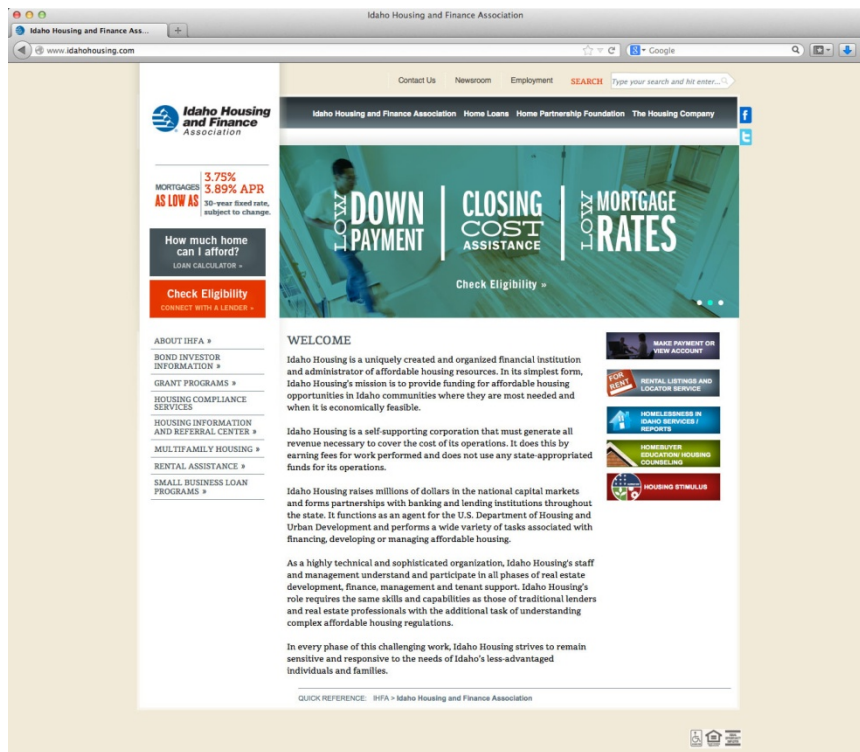 Idaho Housing and Finance Association
Idaho Housing and Finance Ass...
www.idahohousing.com
Google
Contact Us Newsroom Employment SEARCH Type your search and hit enter...
Idaho Housing
and Finance
Association
Idaho Housing and Finance Association Home Loans Home Partnership Foundation The Housing Company
MORTGAGES
AS LOW AS
3.75%
3.89% APR
30-year fixed rate,
subject to change.
How much home
can I afford?
LOAN CALCULATOR »
Check Eligibility
CONNECT WITH A LENDER »
LOW DOWN
PAYMENT
CLOSING
COST
ASSISTANCE
LOW MORTGAGE
RATES
Check Eligibility »
ABOUT IHFA »
BOND INVESTOR
INFORMATION »
GRANT PROGRAMS »
HOUSING COMPLIANCE
SERVICES
HOUSING INFORMATION
AND REFERRAL CENTER »
MULTIFAMILY HOUSING »
RENTAL ASSISTANCE »
SMALL BUSINESS LOAN
PROGRAMS »
WELCOME
Idaho Housing is a uniquely created and organized financial institution
and administrator of affordable housing resources. In its simplest form,
Idaho Housing's mission is to provide funding for affordable housing
opportunities in Idaho communities where they are most needed and
when it is economically feasible.
Idaho Housing is a self-supporting corporation that must generate all
revenue necessary to cover the cost of its operations. It does this by
earning fees for work performed and does not use any state-appropriated
funds for its operations.
Idaho Housing raises millions of dollars in the national capital markets
and forms partnerships with banking and lending institutions throughout
the state. It functions as an agent for the U.S. Department of Housing and
Urban Development and performs a wide variety of tasks associated with
financing, developing or managing affordable housing.
As a highly technical and sophisticated organization, Idaho Housing's staff
and management understand and participate in all phases of real estate
development, finance, management and tenant support. Idaho Housing's
role requires the same skills and capabilities as those of traditional lenders
and real estate professionals with the additional task of understanding
complex affordable housing regulations.
In every phase of this challenging work, Idaho Housing strives to remain
sensitive and responsive to the needs of Idaho's less-advantaged
individuals and families.
QUICK REFERENCE: IHFA > Idaho Housing and Finance Association
MAKE PAYMENT OR
VIEW ACCOUNT
FOR
RENT
RENTAL LISTINGS AND
LOCATOR SERVICE
HOMELESSNESS IN
IDAHO SERVICES /
REPORTS
HOMEBUYER
EDUCATION/ HOUSING
COUNSELING
HOUSING STIMULUS